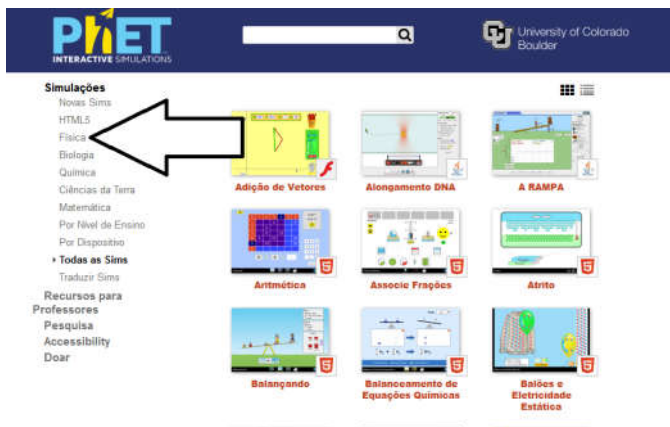 PhET
INTERACTIVE SIMULATIONS
CU
University of Colorado
Boulder
Simulações
Novas Sims
HTML5
Física
Biologia
Química
Ciências da Terra
Matemática
Por Nível de Ensino
Por Dispositivo
Todas as Sims
Traduzir Sims
Recursos para
Professores
Pesquisa
Accessibility
Doar
Adição de Vetores
Alongamento DNA
A RAMPA
Aritmética
Associe Frações
Atrito
Balançando
Balanceamento de
Equações Químicas
Balões e
Eletricidade
Estática